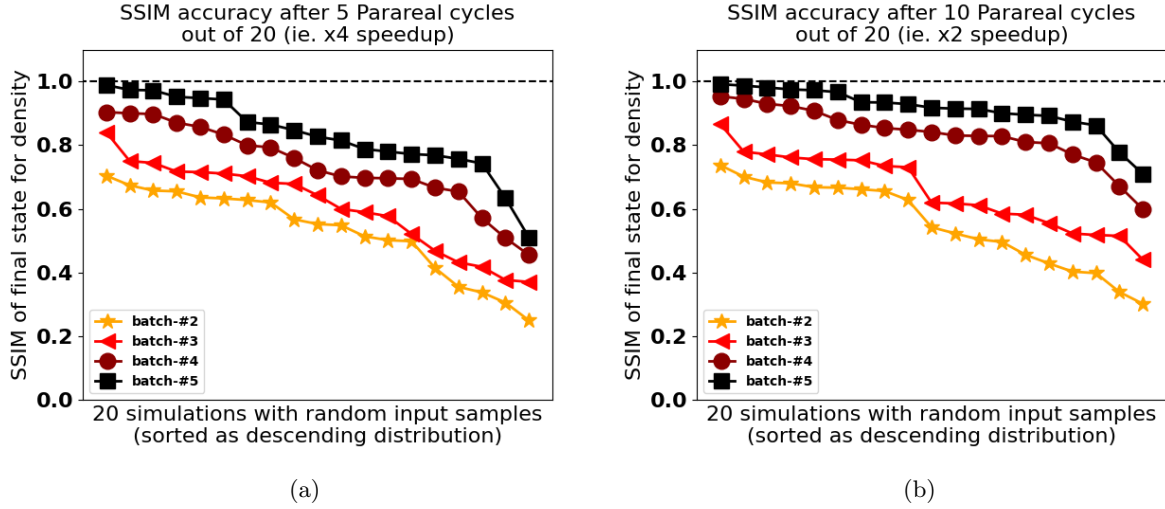 SSIM accuracy after 5 Parareal cycles
out of 20 (ie. x4 speedup)
SSIM of final state for density
1.0
0.8
0.6
0.4
0.2
0.0
batch-#2
batch-#3
batch-#4
batch-#5
20 simulations with random input samples
(sorted as descending distribution)
(a)
SSIM accuracy after 10 Parareal cycles
out of 20 (ie. x2 speedup)
SSIM of final state for density
1.0
0.8
0.6
0.4
0.2
0.0
batch-#2
batch-#3
batch-#4
batch-#5
20 simulations with random input samples
(sorted as descending distribution)
(b)